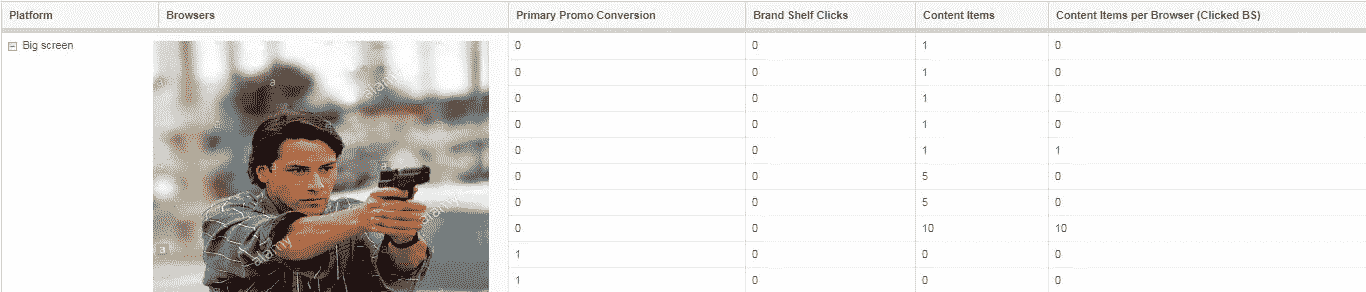 Platform Browsers Primary Promo Conversion Brand Shelf Clicks Content Items Content Items per Browser (Clicked BS)
Big screen 0 0 1 0
0 0 1 0
0 0 1 0
0 0 1 0
0 0 1 1
0 0 5 0
0 0 5 0
0 0 10 10
1 0 0 0
1 0 0 0
a
alamy
a
a
alamy
a
alamy